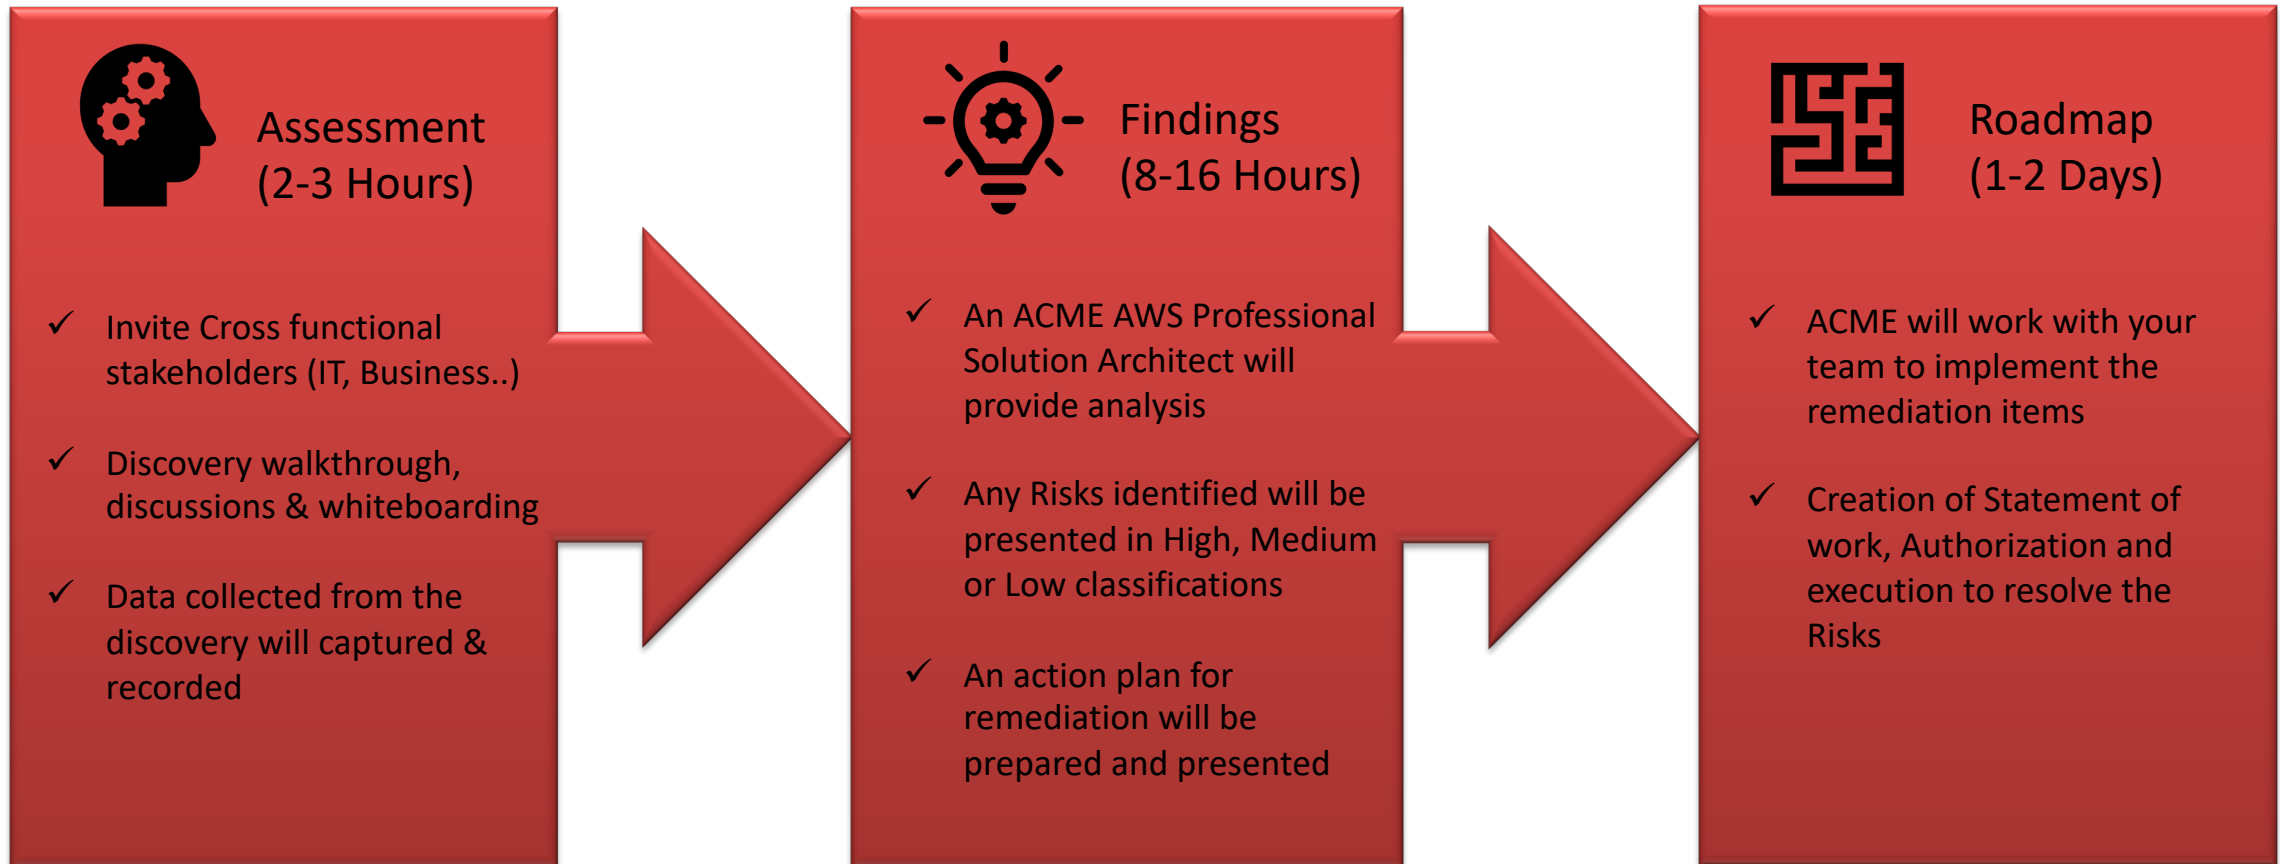 Assessment
(2-3 Hours)
✓ Invite Cross functional
stakeholders (IT, Business..)
✓ Discovery walkthrough,
discussions & whiteboarding
✓ Data collected from the
discovery will captured &
recorded
Findings
(8-16 Hours)
✓ An ACME AWS Professional
Solution Architect will
provide analysis
✓ Any Risks identified will be
presented in High, Medium
or Low classifications
✓ An action plan for
remediation will be
prepared and presented
Roadmap
(1-2 Days)
✓ ACME will work with your
team to implement the
remediation items
✓ Creation of Statement of
work, Authorization and
execution to resolve the
Risks